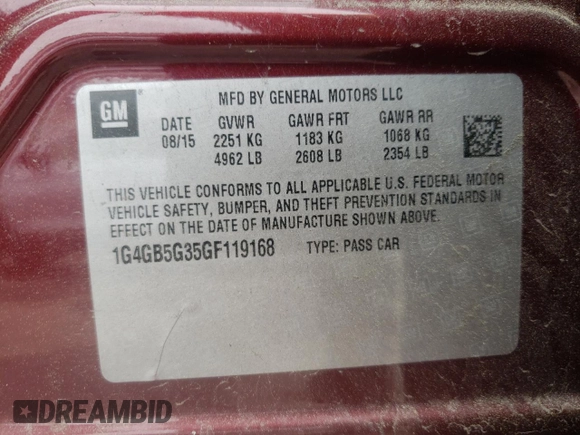 GM
MFD BY GENERAL MOTORS LLC
DATE GVWR GAWR FRT GAWR RR
08/15 2251 KG 1183 KG 1068 KG
4962 LB 2608 LB 2354 LB
THIS VEHICLE CONFORMS TO ALL APPLICABLE U.S. FEDERAL MOTOR
VEHICLE SAFETY, BUMPER, AND THEFT PREVENTION STANDARDS IN
EFFECT ON THE DATE OF MANUFACTURE SHOWN ABOVE.
1G4GB5G35GF119168 TYPE: PASS CAR
DREAMBID